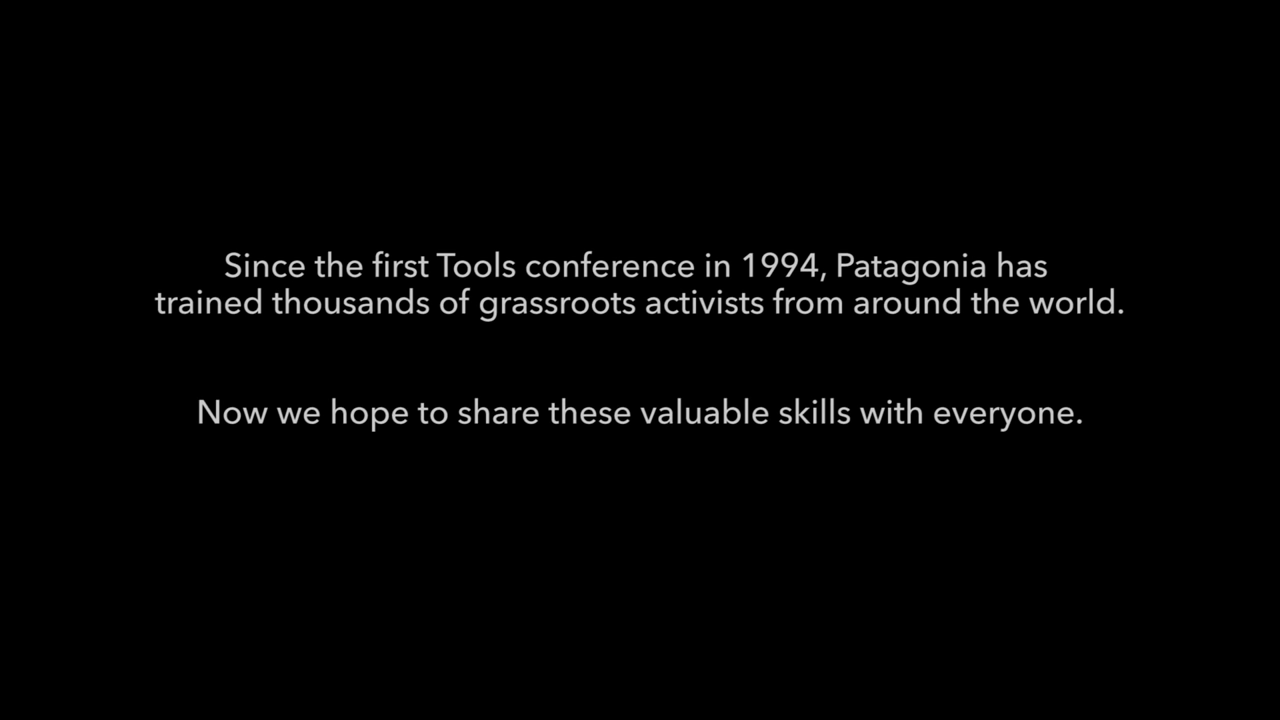 Since the first Tools conference in 1994, Patagonia has
trained thousands of grassroots activists from around the world.
Now we hope to share these valuable skills with everyone.